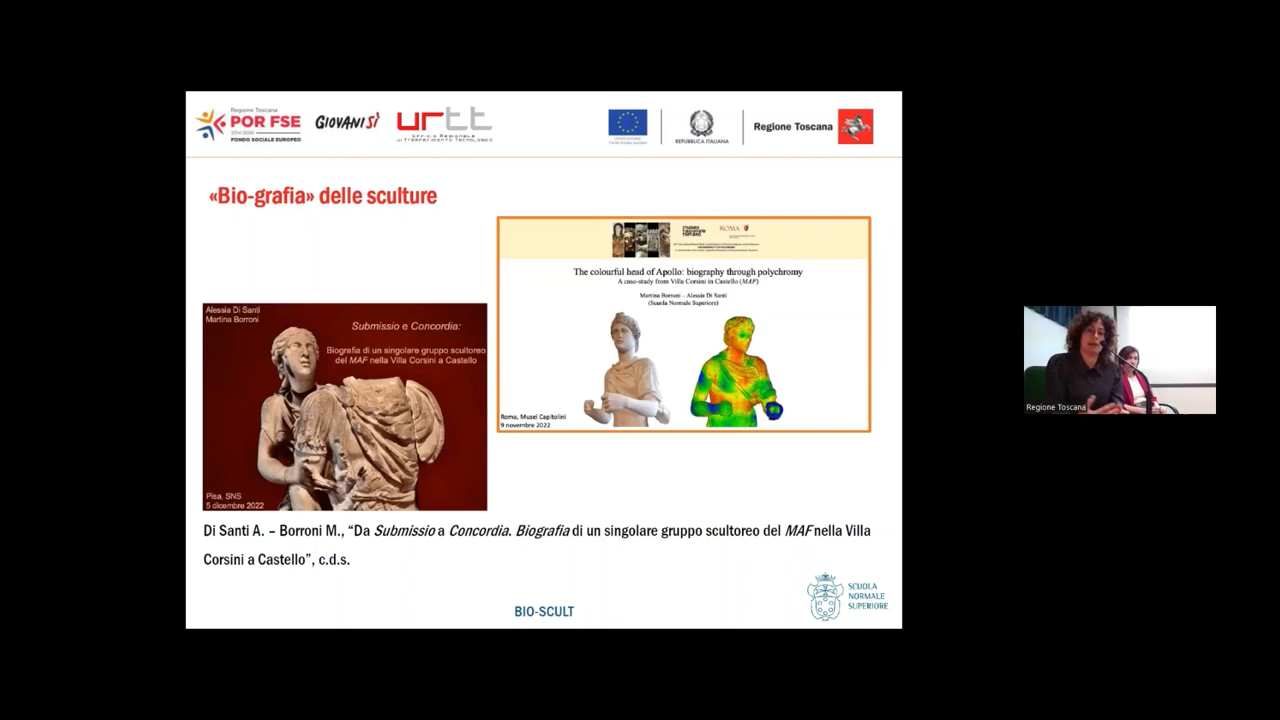 Regione Toscana
POR FSE
2014-2020
FONDO SOCIALE EUROPEO
GIOVANISÌ
urtt
Ufficio Regionale
di Trasferimento Tecnologico
REPUBBLICA ITALIANA
Regione Toscana
«Bio-grafia» delle sculture
Alessia Di Santi
Martina Borroni
Submissio e Concordia:
Biografia di un singolare gruppo scultoreo
del MAF nella Villa Corsini a Castello
Pisa, SNS
5 dicembre 2022
ROMA
The colourful head of Apollo: biography through polychromy
A case-study from Villa Corsini in Castello (MAF)
Martina Borroni – Alessia Di Santi
(Scuola Normale Superiore)
Roma, Musei Capitolini
9 novembre 2022
Di Santi A. – Borroni M., “Da Submissio a Concordia. Biografia di un singolare gruppo scultoreo del MAF nella Villa
Corsini a Castello”, c.d.s.
BIO-SCULT
SCUOLA
NORMALE
SUPERIORE
Regione Toscana